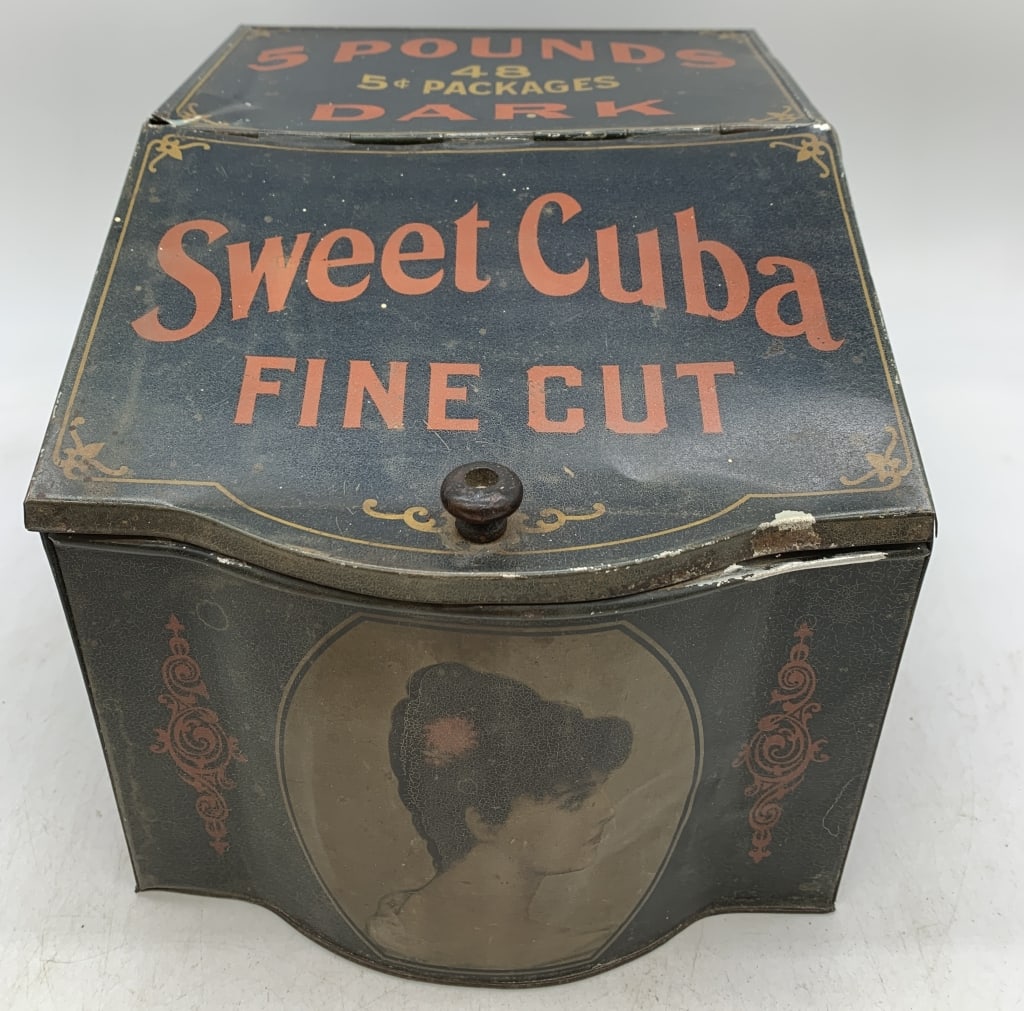 5 POUNDS
48
5¢ PACKAGES
DARK
Sweet Cuba
FINE CUT